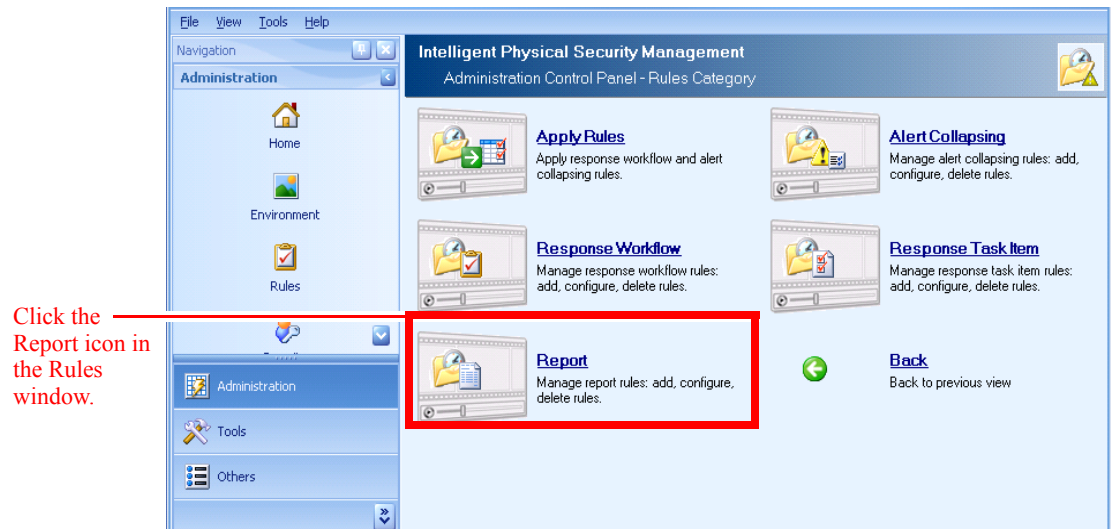 File View Tools Help
Navigation
Administration
Home
Environment
Rules
Administration
Tools
Others
Intelligent Physical Security Management
Administration Control Panel - Rules Category
Apply Rules
Apply response workflow and alert
collapsing rules.
Alert Collapsing
Manage alert collapsing rules: add,
configure, delete rules.
Response Workflow
Manage response workflow rules:
add, configure, delete rules.
Response Task Item
Manage response task item rules:
add, configure, delete rules.
Report
Manage report rules: add, configure,
delete rules.
Back
Back to previous view
Click the
Report icon in
the Rules
window.